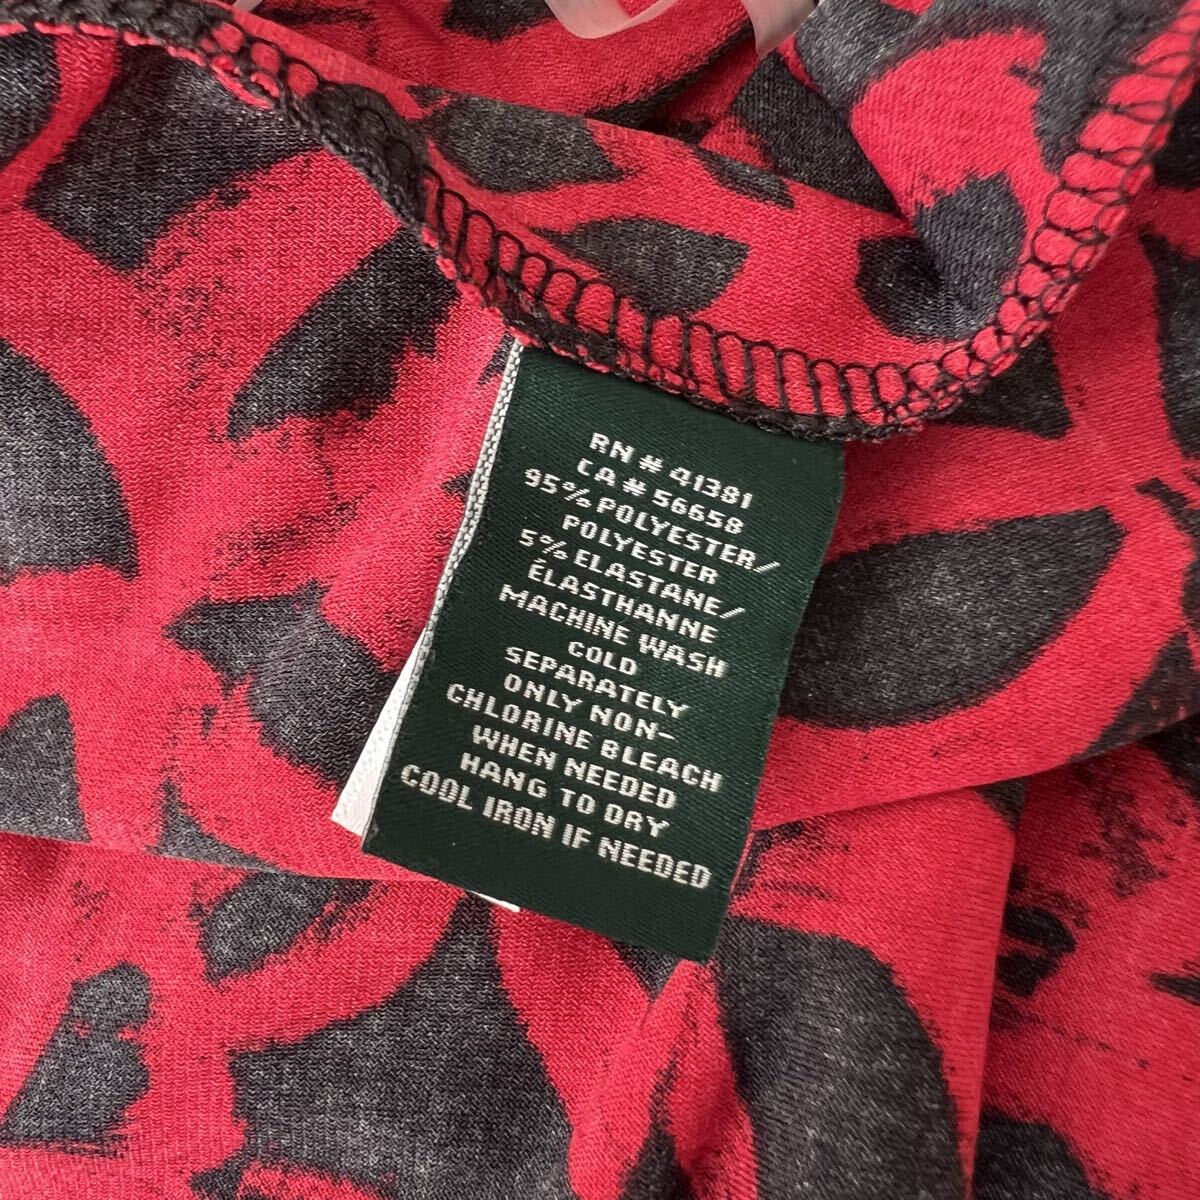 RN # 41381
CA # 56658
95% POLYESTER/
POLYESTER
5% ELASTANE/
ÉLASTHANNE
MACHINE WASH
COLD
SEPARATELY
ONLY NON-
CHLORINE BLEACH
WHEN NEEDED
HANG TO DRY
COOL IRON IF NEEDED